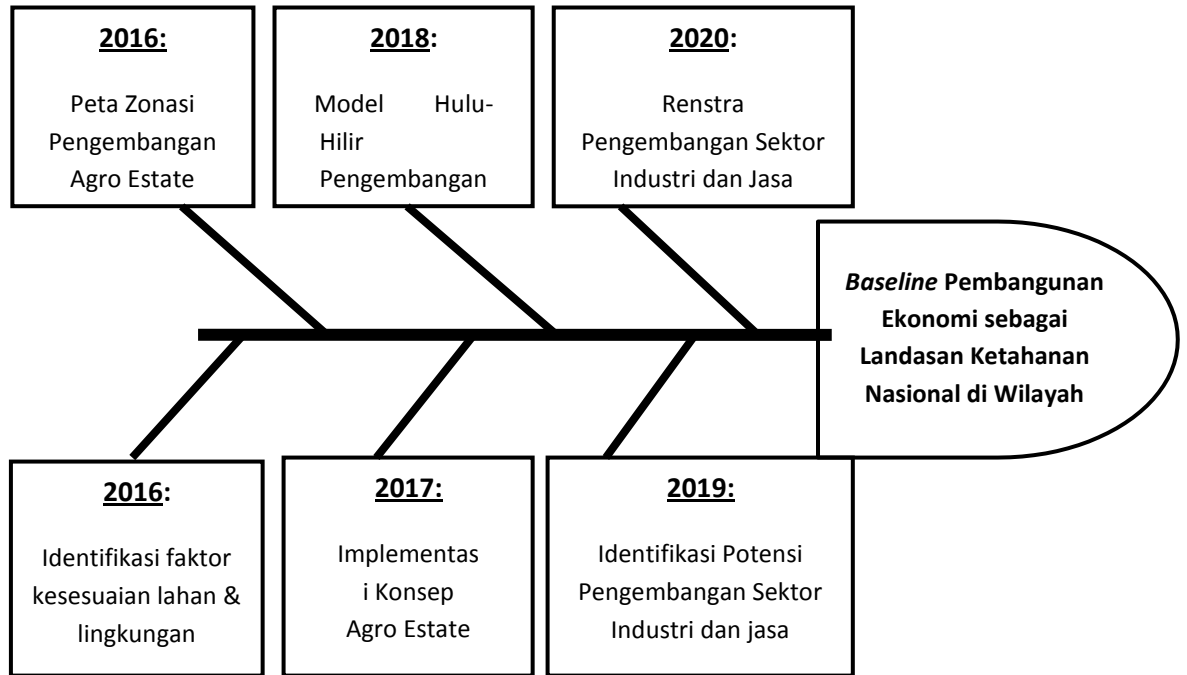 2016:
Peta Zonasi
Pengembangan
Agro Estate
2018:
Model Hulu-
Hilir
Pengembangan
2020:
Renstra
Pengembangan Sektor
Industri dan Jasa
Baseline Pembangunan
Ekonomi sebagai
Landasan Ketahanan
Nasional di Wilayah
2016:
Identifikasi faktor
kesesuaian lahan &
lingkungan
2017:
Implementas
i Konsep
Agro Estate
2019:
Identifikasi Potensi
Pengembangan Sektor
Industri dan jasa